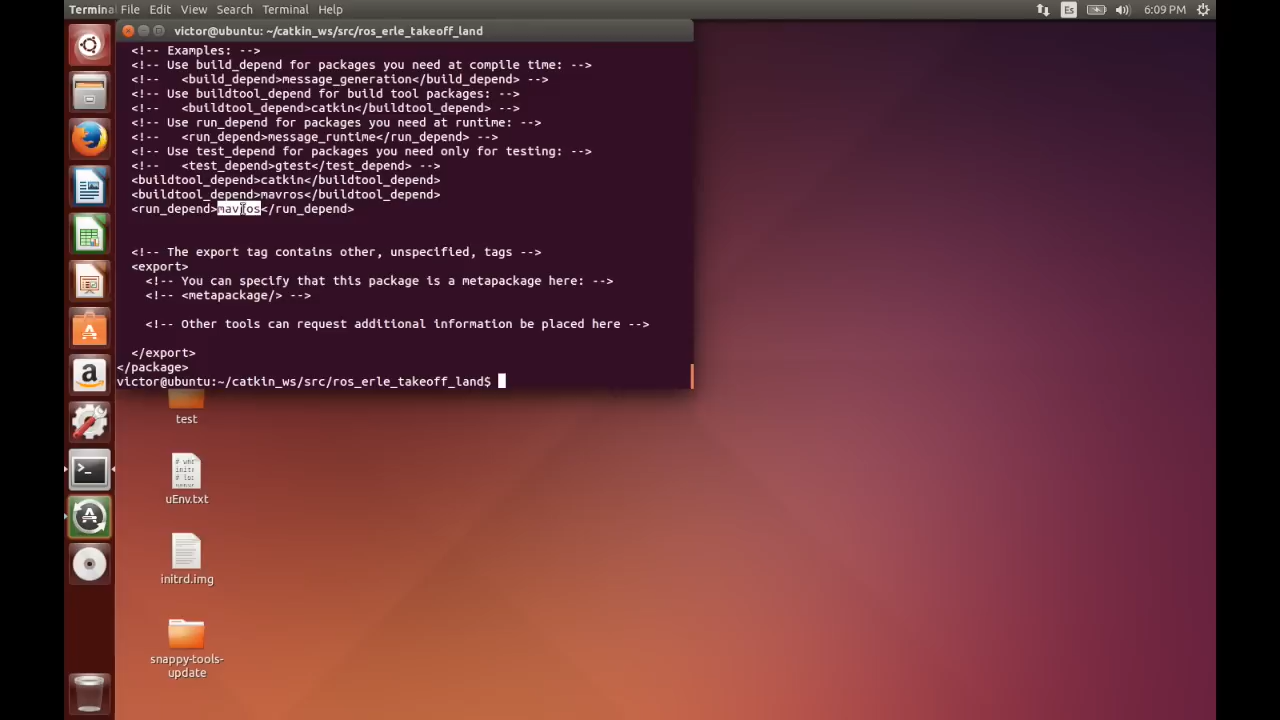 Terminal File Edit View Search Terminal Help
Es
6:09 PM
victor@ubuntu: ~/catkin_ws/src/ros_erle_takeoff_land
<!-- Examples: -->
<!-- Use build_depend for packages you need at compile time: -->
<!--   <build_depend>message_generation</build_depend> -->
<!-- Use buildtool_depend for build tool packages: -->
<!--   <buildtool_depend>catkin</buildtool_depend> -->
<!-- Use run_depend for packages you need at runtime: -->
<!--   <run_depend>message_runtime</run_depend> -->
<!-- Use test_depend for packages you need only for testing: -->
<!--   <test_depend>gtest</test_depend> -->
<buildtool_depend>catkin</buildtool_depend>
<buildtool_depend>mavros</buildtool_depend>
<run_depend>mavros</run_depend>
<!-- The export tag contains other, unspecified, tags -->
<export>
<!-- You can specify that this package is a metapackage here: -->
<!-- <metapackage/> -->
<!-- Other tools can request additional information be placed here -->
</export>
</package>
victor@ubuntu:~/catkin_ws/src/ros_erle_takeoff_land$
test
uEnv.txt
initrd.img
snappy-tools-
update